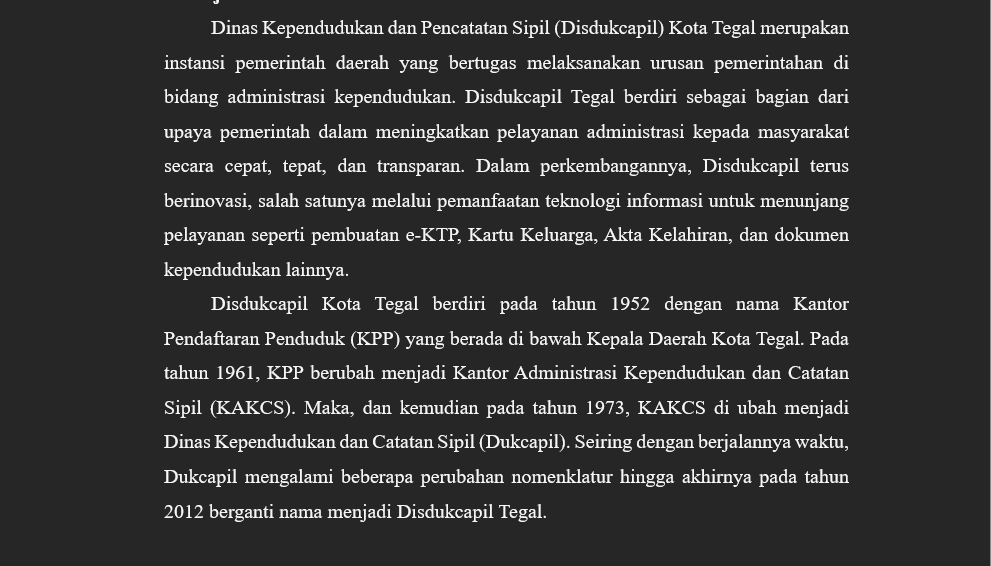 Dinas Kependudukan dan Pencatatan Sipil (Disdukcapil) Kota Tegal merupakan
instansi pemerintah daerah yang bertugas melaksanakan urusan pemerintahan di
bidang administrasi kependudukan. Disdukcapil Tegal berdiri sebagai bagian dari
upaya pemerintah dalam meningkatkan pelayanan administrasi kepada masyarakat
secara cepat, tepat, dan transparan. Dalam perkembangannya, Disdukcapil terus
berinovasi, salah satunya melalui pemanfaatan teknologi informasi untuk menunjang
pelayanan seperti pembuatan e-KTP, Kartu Keluarga, Akta Kelahiran, dan dokumen
kependudukan lainnya.
Disdukcapil Kota Tegal berdiri pada tahun 1952 dengan nama Kantor
Pendaftaran Penduduk (KPP) yang berada di bawah Kepala Daerah Kota Tegal. Pada
tahun 1961, KPP berubah menjadi Kantor Administrasi Kependudukan dan Catatan
Sipil (KAKCS). Maka, dan kemudian pada tahun 1973, KAKCS di ubah menjadi
Dinas Kependudukan dan Catatan Sipil (Dukcapil). Seiring dengan berjalannya waktu,
Dukcapil mengalami beberapa perubahan nomenklatur hingga akhirnya pada tahun
2012 berganti nama menjadi Disdukcapil Tegal.